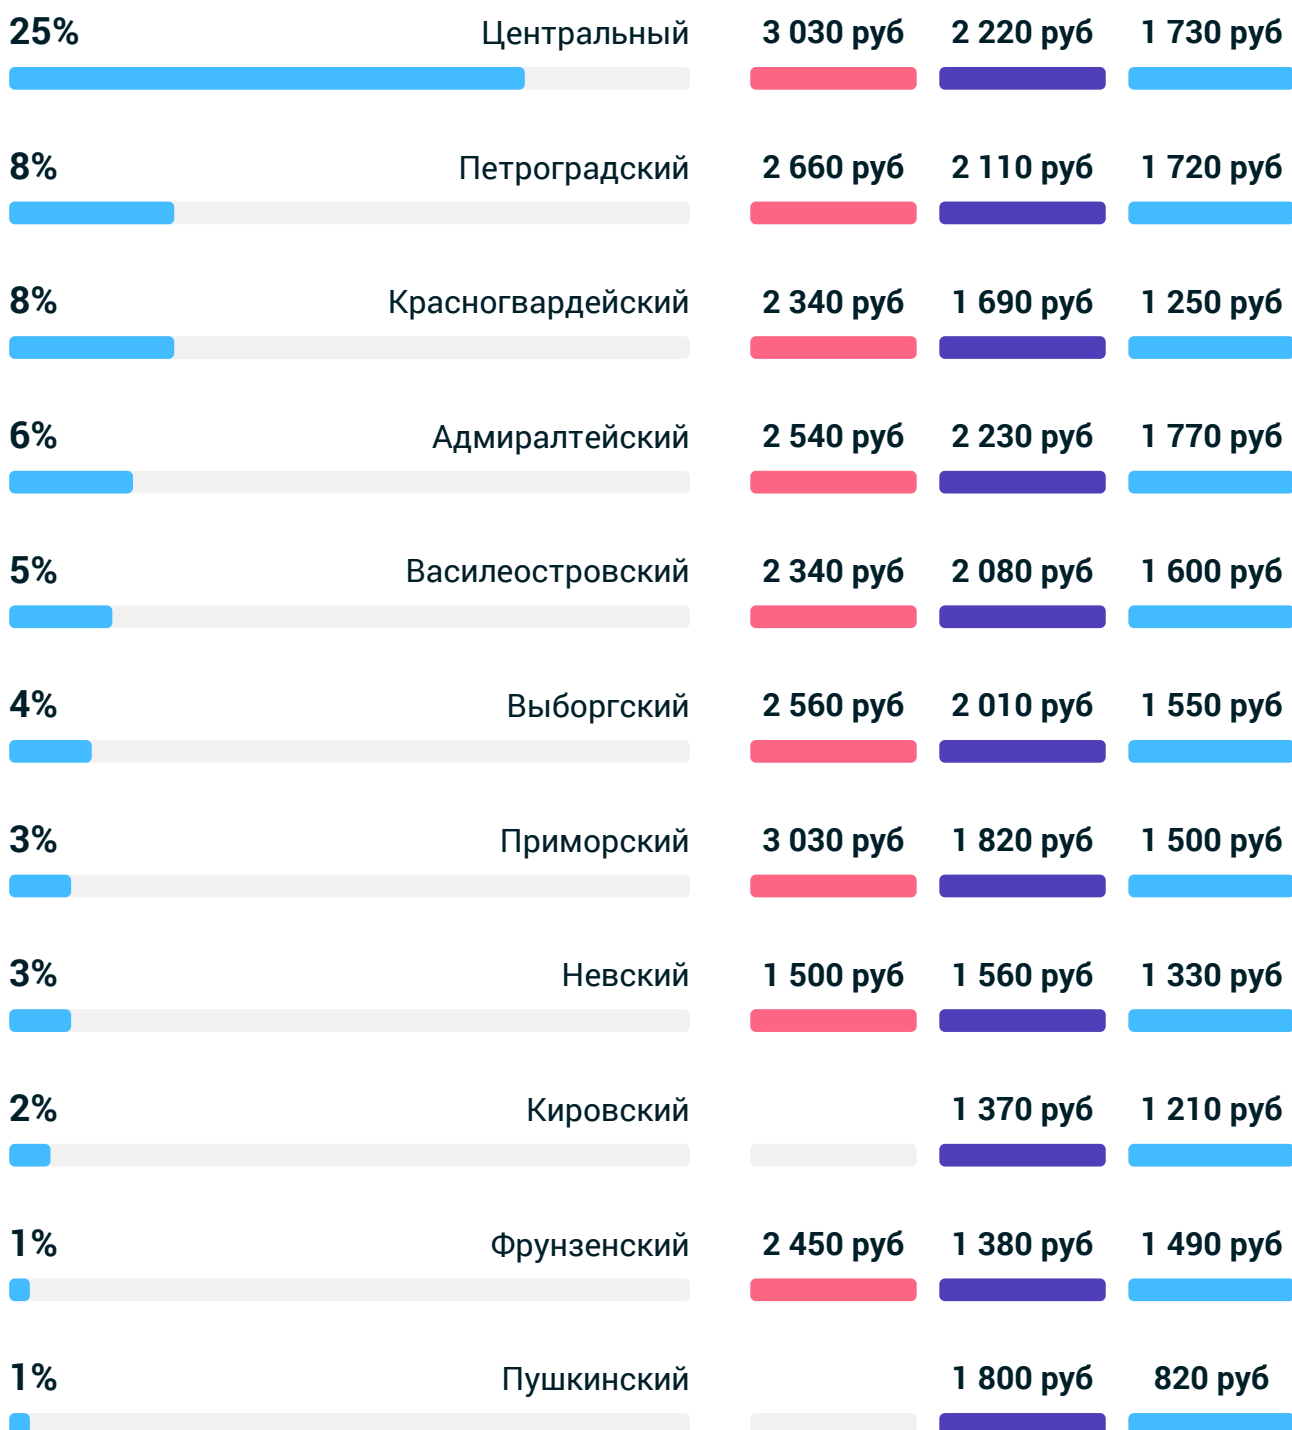 25% Центральный 3 030 руб 2 220 руб 1 730 руб
8% Петроградский 2 660 руб 2 110 руб 1 720 руб
8% Красногвардейский 2 340 руб 1 690 руб 1 250 руб
6% Адмиралтейский 2 540 руб 2 230 руб 1 770 руб
5% Василеостровский 2 340 руб 2 080 руб 1 600 руб
4% Выборгский 2 560 руб 2 010 руб 1 550 руб
3% Приморский 3 030 руб 1 820 руб 1 500 руб
3% Невский 1 500 руб 1 560 руб 1 330 руб
2% Кировский 1 370 руб 1 210 руб
1% Фрунзенский 2 450 руб 1 380 руб 1 490 руб
1% Пушкинский 1 800 руб 820 руб